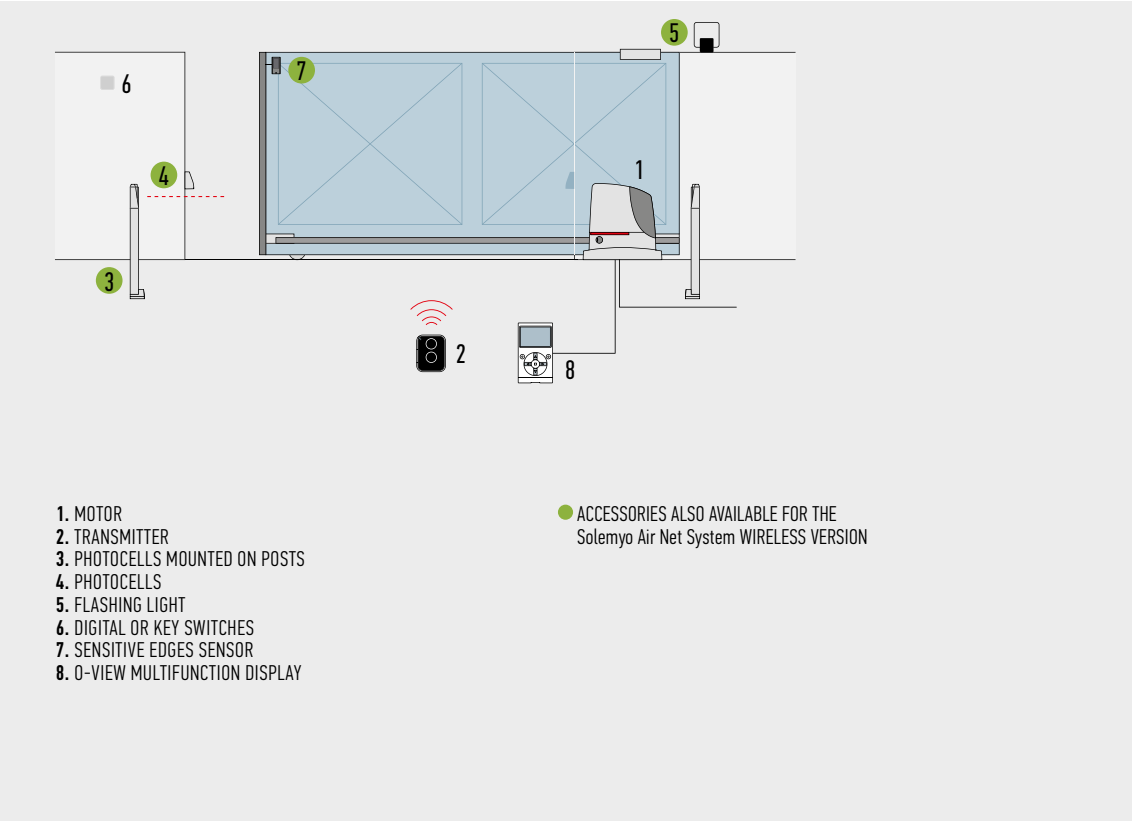 5
7
6
4
1
3
2
8
1. MOTOR
2. TRANSMITTER
3. PHOTOCELLS MOUNTED ON POSTS
4. PHOTOCELLS
5. FLASHING LIGHT
6. DIGITAL OR KEY SWITCHES
7. SENSITIVE EDGES SENSOR
8. O-VIEW MULTIFUNCTION DISPLAY
ACCESSORIES ALSO AVAILABLE FOR THE
Solemyo Air Net System WIRELESS VERSION